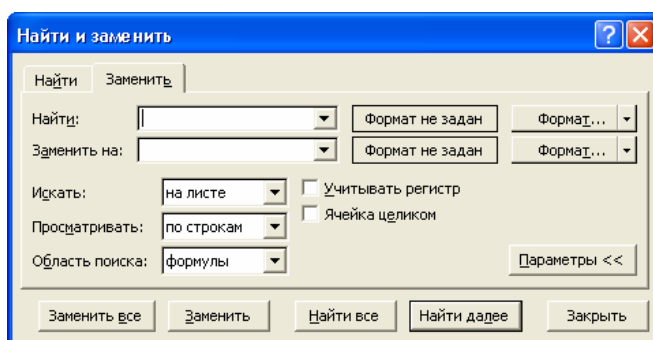 Найти и заменить
Найти Заменить
Найти: Формат не задан Формат...
Заменить на: Формат не задан Формат...
Искать: на листе Учитывать регистр
Просматривать: по строкам Ячейка целиком
Область поиска: формулы Параметры <<
Заменить все Заменить Найти все Найти далее Закрыть